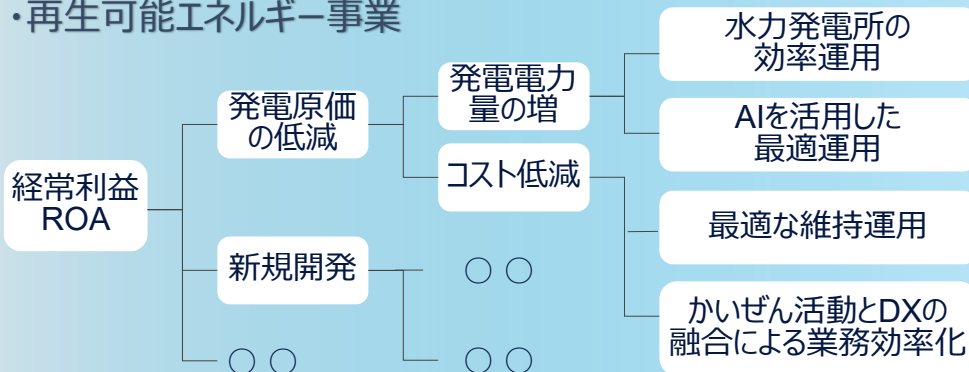 ・再生可能エネルギー事業
水力発電所の
効率運用
発電電力
量の増
発電原価
の低減
AIを活用した
最適運用
コスト低減
経常利益
ROA
最適な維持運用
新規開発
○ ○
かいぜん活動とDXの
融合による業務効率化
○ ○
○ ○